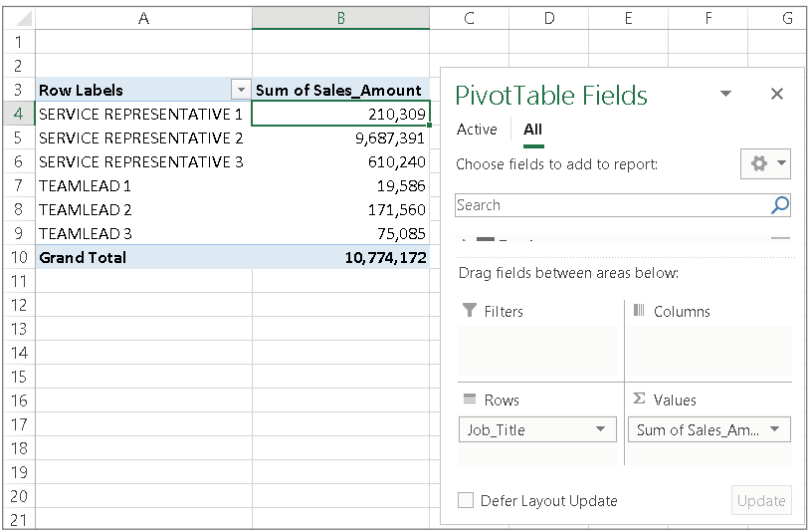 A B C D E F G
1
2
3 Row Labels Sum of Sales_Amount
4 SERVICE REPRESENTATIVE 1 210,309
5 SERVICE REPRESENTATIVE 2 9,687,391
6 SERVICE REPRESENTATIVE 3 610,240
7 TEAMLEAD 1 19,586
8 TEAMLEAD 2 171,560
9 TEAMLEAD 3 75,085
10 Grand Total 10,774,172
11
12
13
14
15
16
17
18
19
20
21
PivotTable Fields
Active All
Choose fields to add to report:
Search
Drag fields between areas below:
Filters Columns
Rows Σ Values
Job_Title Sum of Sales_Am...
Defer Layout Update Update